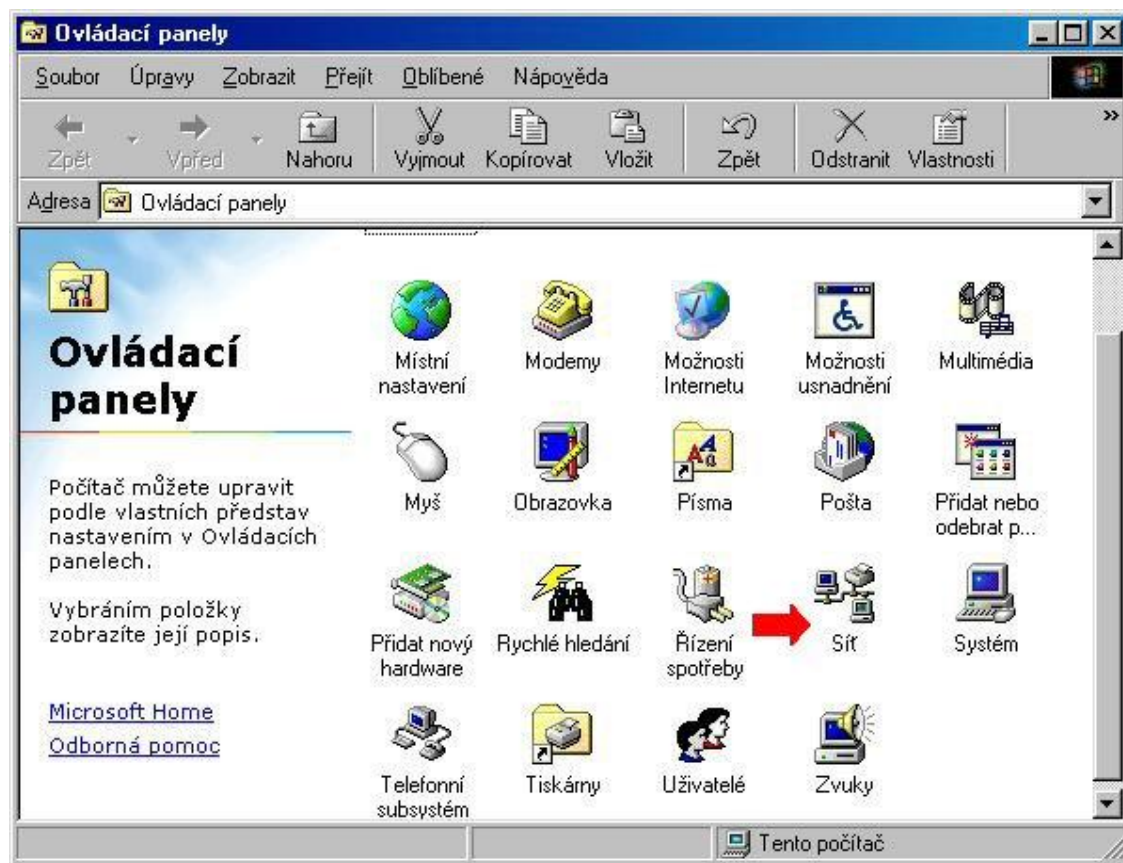 Ovládací panely
Soubor Úpravy Zobrazit Přejít Oblíbené Nápověda
Zpět Vpřed Nahoru Vyjmout Kopírovat Vložit Zpět Odstranit Vlastnosti »
Adresa Ovládací panely
Ovládací
panely
Počítač můžete upravit
podle vlastních představ
nastavením v Ovládacích
panelech.
Vybráním položky
zobrazíte její popis.
Microsoft Home
Odborná pomoc
Místní
nastavení
Modemy
Možnosti
Internetu
Možnosti
usnadnění
Multimédia
Myš
Obrazovka
Písma
Pošta
Přidat nebo
odebrat p...
Přidat nový
hardware
Rychlé hledání
Řízení
spotřeby
Síť
Systém
Telefonní
subsystém
Tiskárny
Uživatelé
Zvuky
Tento počítač